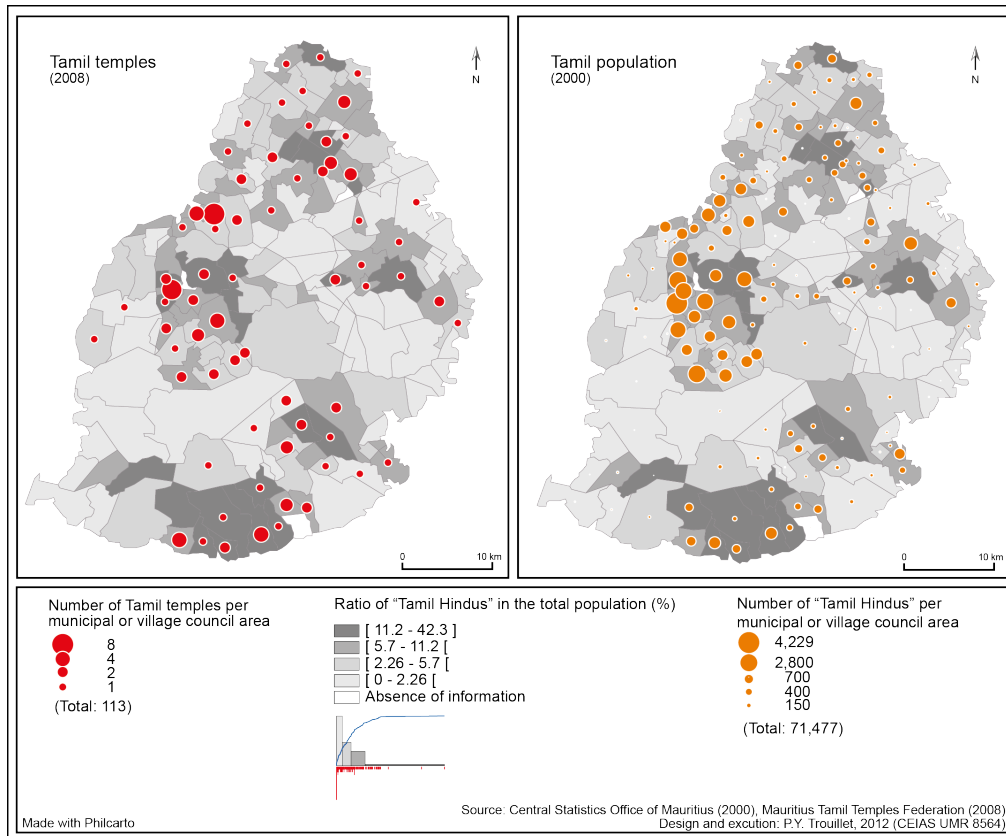 Tamil temples
(2008)
N
0 10 km
Tamil population
(2000)
N
0 10 km
Number of Tamil temples per
municipal or village council area
8
4
2
1
(Total: 113)
Ratio of “Tamil Hindus” in the total population (%)
[ 11.2 - 42.3 ]
[ 5.7 - 11.2 [
[ 2.26 - 5.7 [
[ 0 - 2.26 [
Absence of information
Number of “Tamil Hindus” per
municipal or village council area
4,229
2,800
700
400
150
(Total: 71,477)
Made with Philcarto
Source: Central Statistics Office of Mauritius (2000), Mauritius Tamil Temples Federation (2008)
Design and excution: P.Y. Trouillet, 2012 (CEIAS UMR 8564)